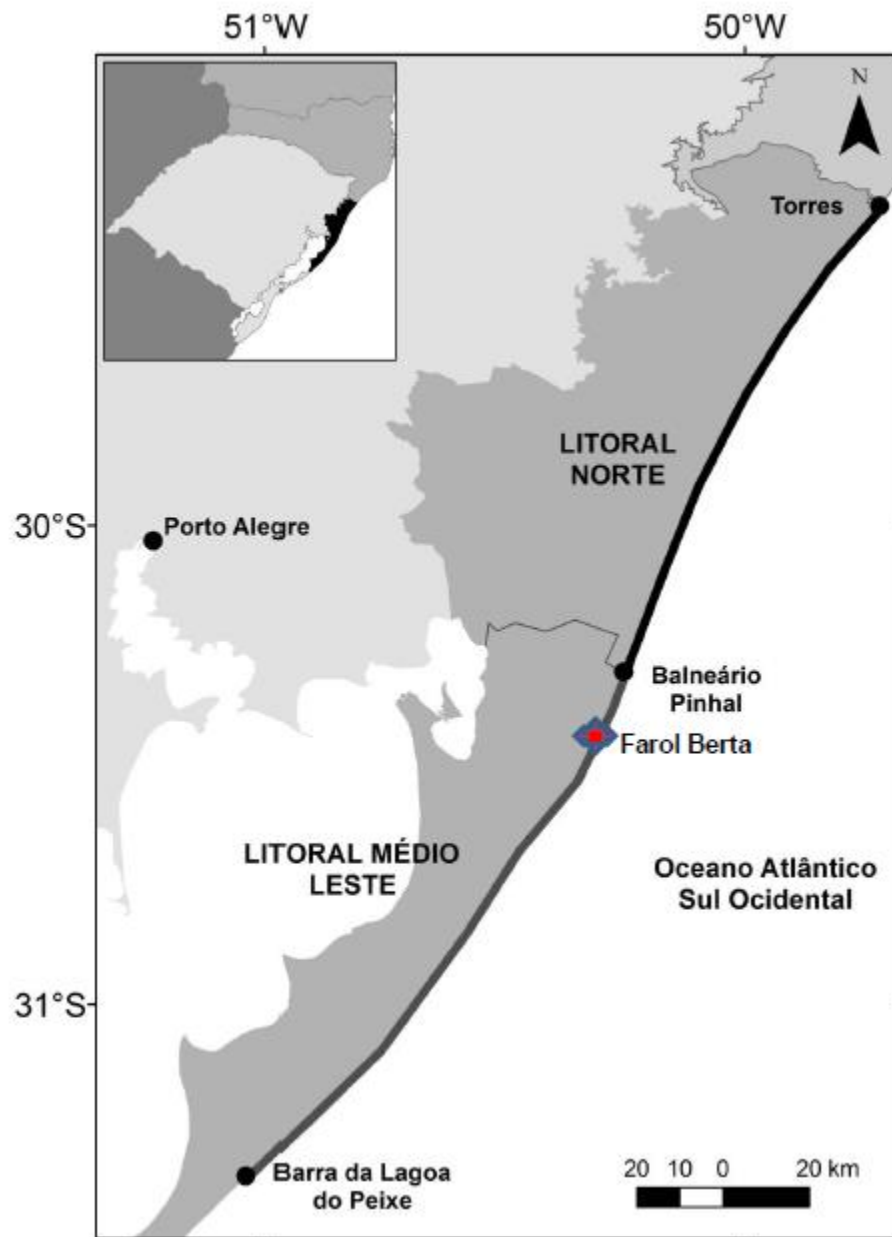 51°W
50°W
N
Torres
LITORAL
NORTE
30°S
Porto Alegre
Balneário
Pinhal
Farol Berta
LITORAL MÉDIO
LESTE
Oceano Atlântico
Sul Ocidental
31°S
Barra da Lagoa
do Peixe
20 10 0 20 km